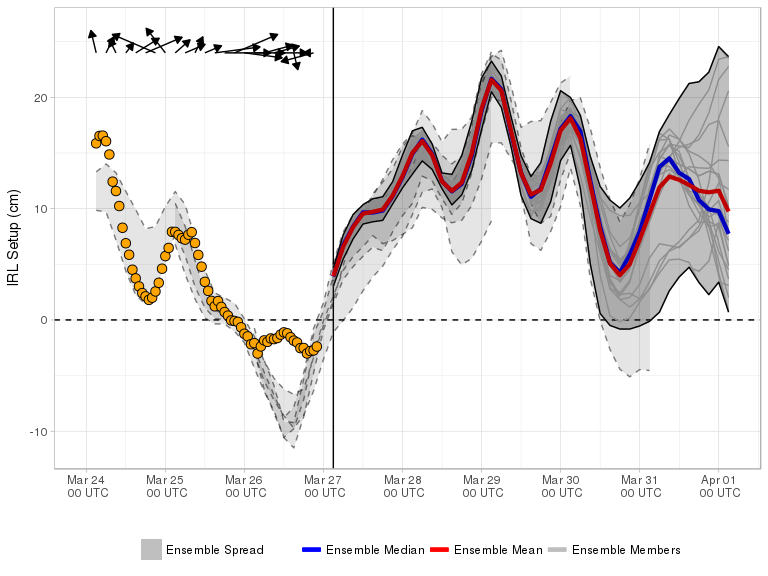 IRL Setup (cm)
20
10
0
-10
Mar 24 Mar 25 Mar 26 Mar 27 Mar 28 Mar 29 Mar 30 Mar 31 Apr 01
00 UTC 00 UTC 00 UTC 00 UTC 00 UTC 00 UTC 00 UTC 00 UTC 00 UTC
Ensemble Spread Ensemble Median Ensemble Mean Ensemble Members